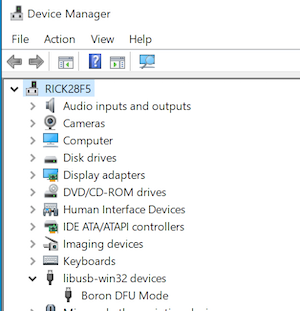 Device Manager
File Action View Help
RICK28F5
Audio inputs and outputs
Cameras
Computer
Disk drives
Display adapters
DVD/CD-ROM drives
Human Interface Devices
IDE ATA/ATAPI controllers
Imaging devices
Keyboards
libusb-win32 devices
Boron DFU Mode